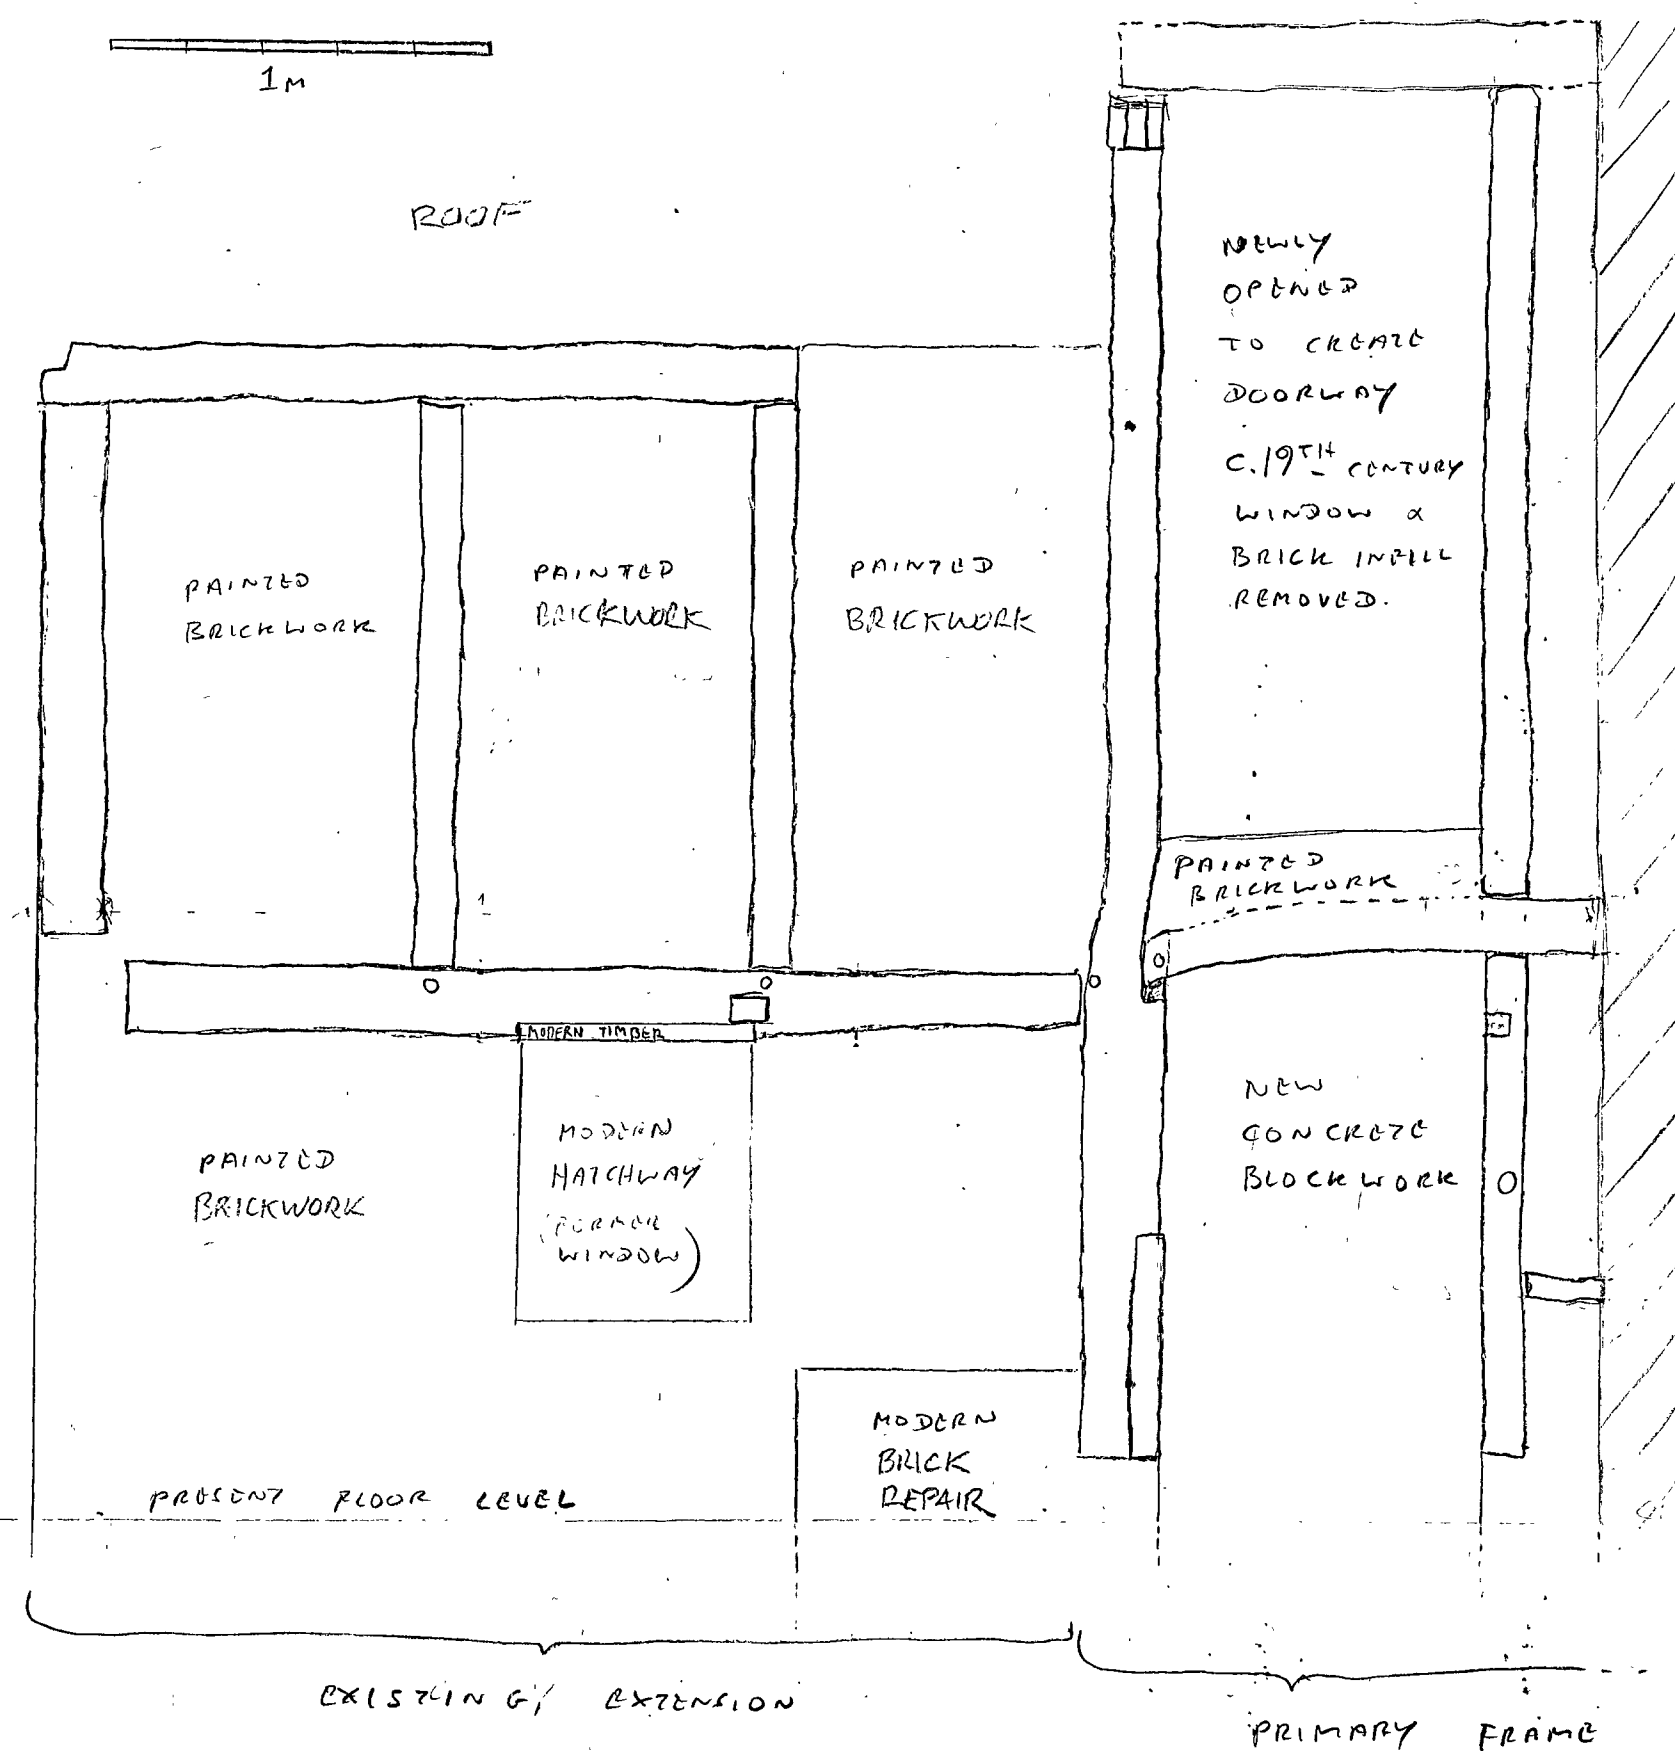 1M
ROOF
NEWLY
OPENED
TO CREATE
DOORWAY
C.19TH CENTURY
WINDOW &
BRICK INFILL
REMOVED.
PAINTED
BRICKWORK
PAINTED
BRICKWORK
PAINTED
BRICKWORK
PAINTED
BRICKWORK
MODERN TIMBER
MODERN
HATCHWAY
(FORMER
WINDOW)
PAINTED
BRICKWORK
NEW
CONCRETE
BLOCKWORK
MODERN
BRICK
REPAIR
PRESENT FLOOR LEVEL
EXISTING EXTENSION
PRIMARY FRAME